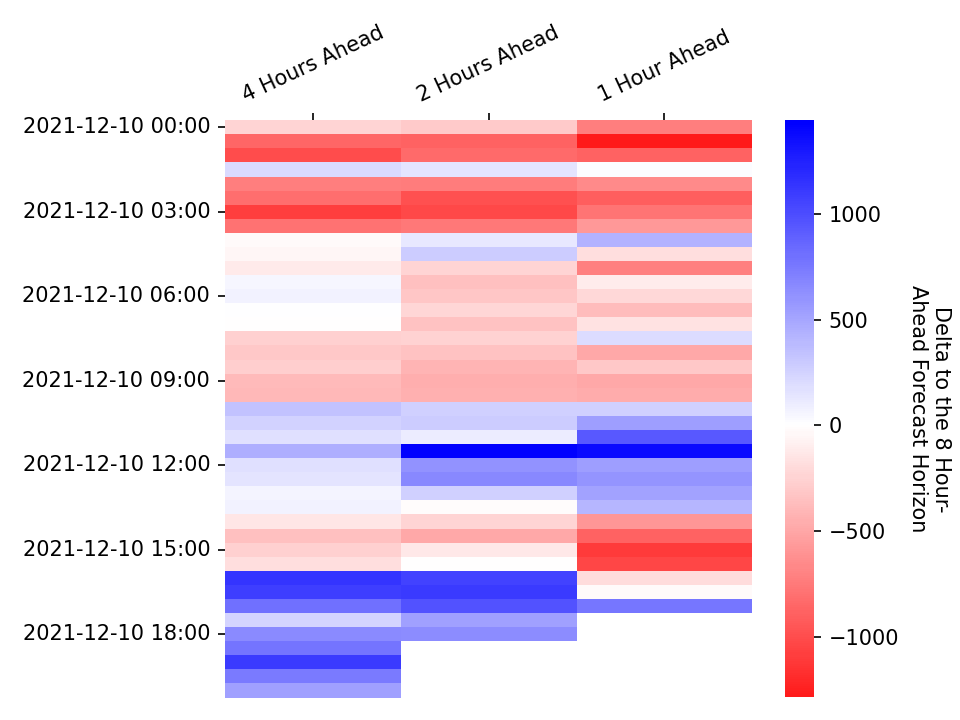 4 Hours Ahead
2 Hours Ahead
1 Hour Ahead
2021-12-10 00:00
2021-12-10 03:00
2021-12-10 06:00
2021-12-10 09:00
2021-12-10 12:00
2021-12-10 15:00
2021-12-10 18:00
1000
500
0
−500
−1000
Delta to the 8 Hour-
Ahead Forecast Horizon